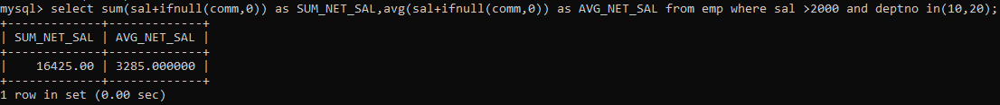 mysql> select sum(sal+ifnull(comm,0)) as SUM_NET_SAL,avg(sal+ifnull(comm,0)) as AVG_NET_SAL from emp where sal >2000 and deptno in(10,20);
+-------------+-------------+
| SUM_NET_SAL | AVG_NET_SAL |
+-------------+-------------+
|    16425.00 | 3285.000000 |
+-------------+-------------+
1 row in set (0.00 sec)